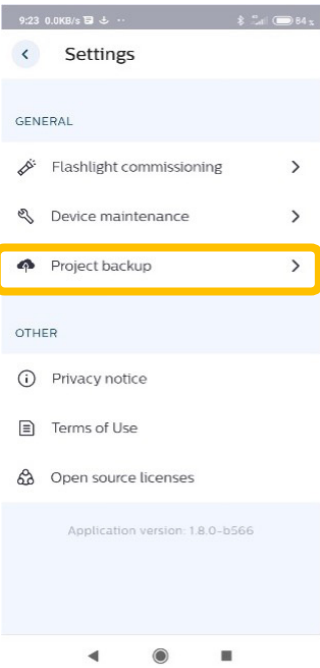 9:23 0.0KB/s 84%
Settings
GENERAL
Flashlight commissioning
Device maintenance
Project backup
OTHER
Privacy notice
Terms of Use
Open source licenses
Application version: 1.8.0-b566